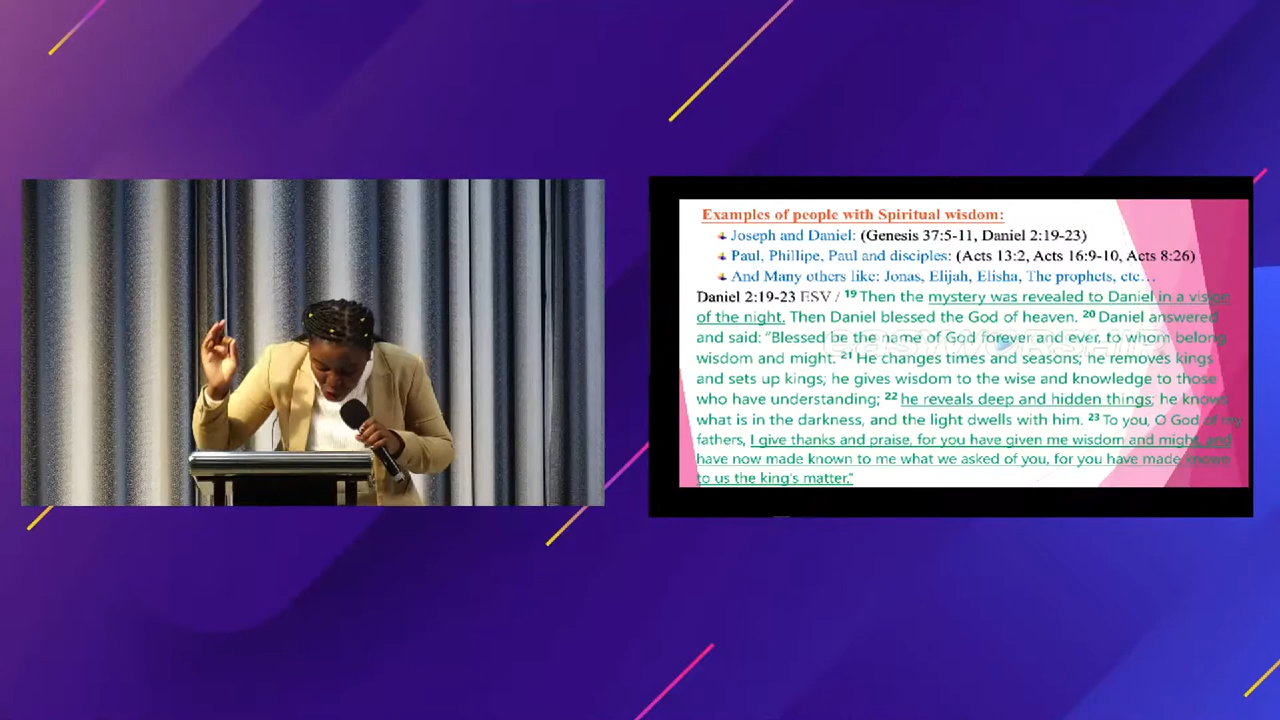 Examples of people with Spiritual wisdom:
Joseph and Daniel: (Genesis 37:5-11, Daniel 2:19-23)
Paul, Phillipe, Paul and disciples: (Acts 13:2, Acts 16:9-10, Acts 8:26)
And Many others like: Jonas, Elijah, Elisha, The prophets, etc…
Daniel 2:19-23 ESV / 19 Then the mystery was revealed to Daniel in a vision
of the night. Then Daniel blessed the God of heaven. 20 Daniel answered
and said: “Blessed be the name of God forever and ever, to whom belong
wisdom and might. 21 He changes times and seasons; he removes kings
and sets up kings; he gives wisdom to the wise and knowledge to those
who have understanding; 22 he reveals deep and hidden things; he knows
what is in the darkness, and the light dwells with him. 23 To you, O God of my
fathers, I give thanks and praise, for you have given me wisdom and might, and
have now made known to me what we asked of you, for you have made known
to us the king's matter.”
EASYWORSHIP